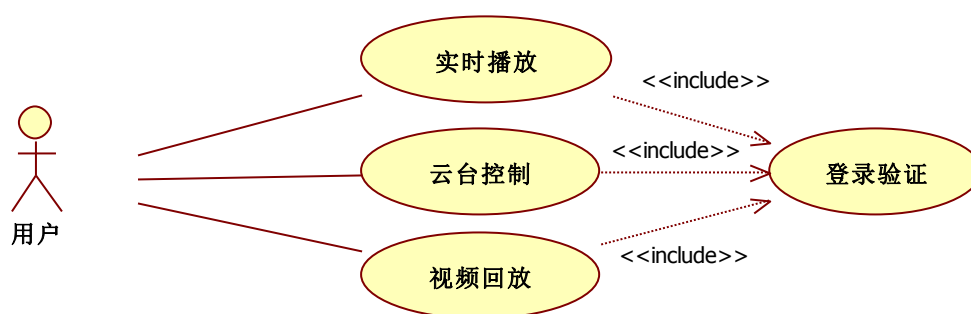 实时播放
<<include>>
用户
云台控制
<<include>>
登录验证
视频回放
<<include>>